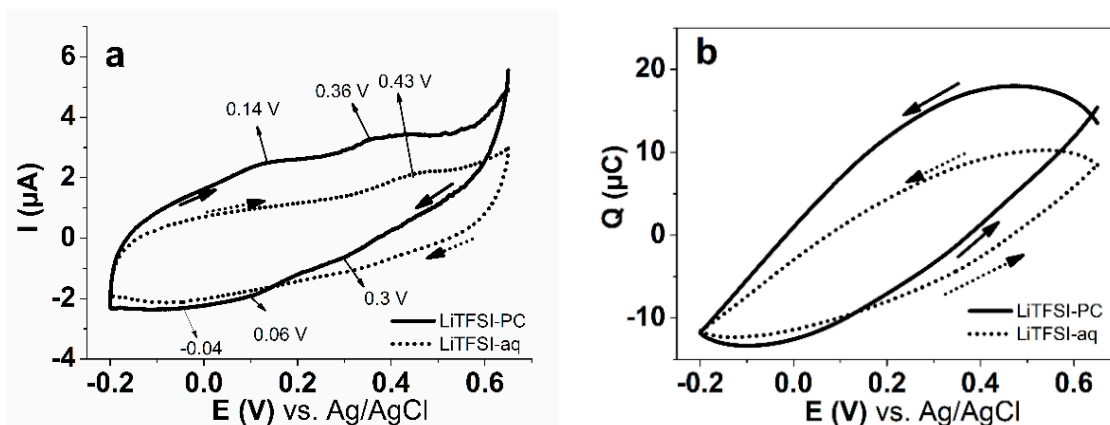 a
I (µA)
6
4
2
0
-2
-4
0.14 V
0.36 V
0.43 V
0.3 V
0.06 V
-0.04
LiTFSI-PC
LiTFSI-aq
-0.2 0.0 0.2 0.4 0.6
E (V) vs. Ag/AgCl
b
Q (µC)
20
10
0
-10
LiTFSI-PC
LiTFSI-aq
-0.2 0.0 0.2 0.4 0.6
E (V) vs. Ag/AgCl